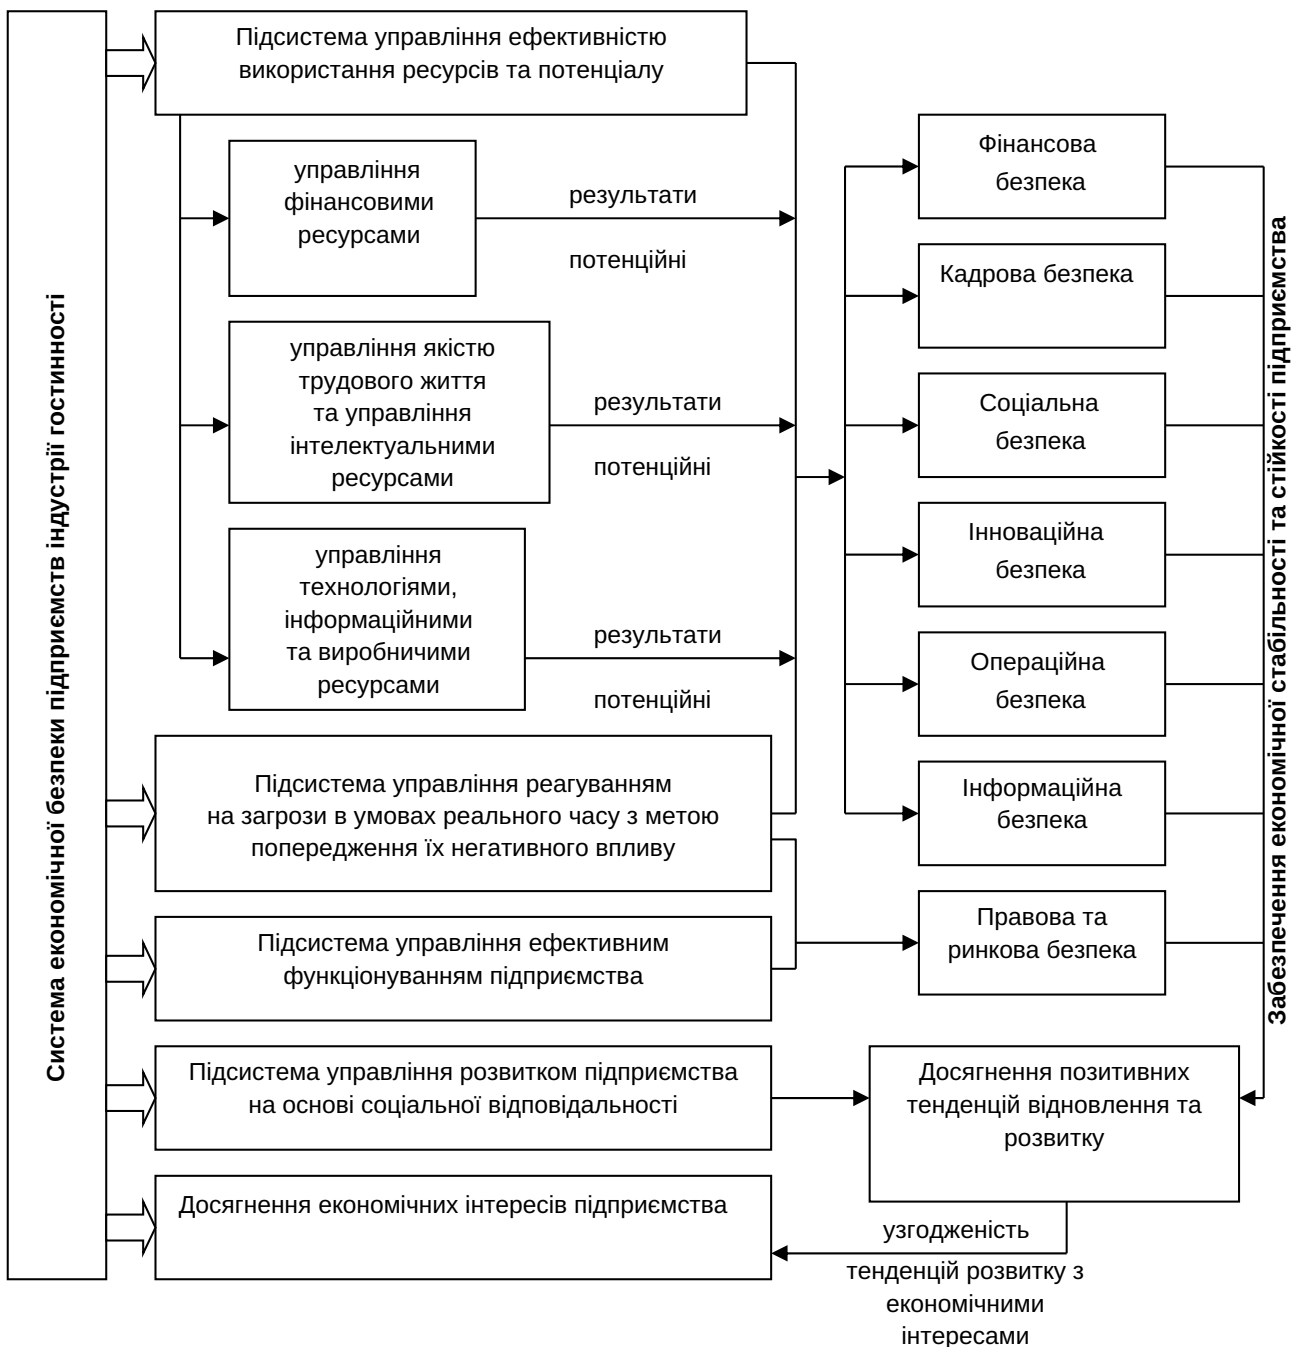 Система економічної безпеки підприємств індустрії гостинності
Підсистема управління ефективністю
використання ресурсів та потенціалу
управління
фінансовими
ресурсами
результати
потенційні
управління якістю
трудового життя
та управління
інтелектуальними
ресурсами
результати
потенційні
управління
технологіями,
інформаційними
та виробничими
ресурсами
результати
потенційні
Підсистема управління реагуванням
на загрози в умовах реального часу з метою
попередження їх негативного впливу
Підсистема управління ефективним
функціонуванням підприємства
Підсистема управління розвитком підприємства
на основі соціальної відповідальності
Досягнення економічних інтересів підприємства
Фінансова
безпека
Кадрова безпека
Соціальна
безпека
Інноваційна
безпека
Операційна
безпека
Інформаційна
безпека
Правова та
ринкова безпека
Досягнення позитивних
тенденцій відновлення та
розвитку
узгодженість
тенденцій розвитку з
економічними
інтересами
Забезпечення економічної стабільності та стійкості підприємства